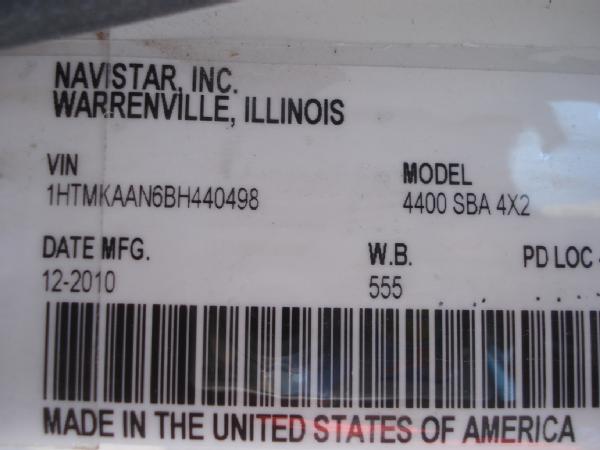 NAVISTAR, INC.
WARRENVILLE, ILLINOIS
VIN MODEL
1HTMKAAN6BH440498 4400 SBA 4X2
DATE MFG. W.B. PD LOC
12-2010 555
MADE IN THE UNITED STATES OF AMERICA